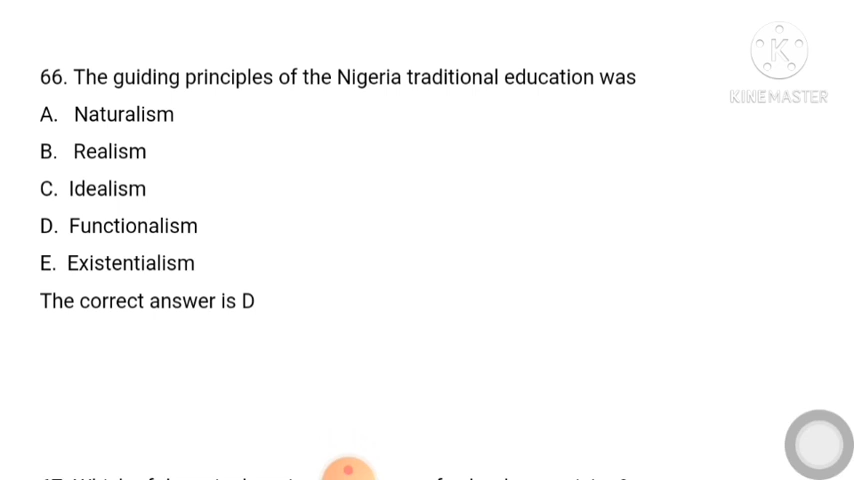 KINEMASTER
66. The guiding principles of the Nigeria traditional education was
A. Naturalism
B. Realism
C. Idealism
D. Functionalism
E. Existentialism
The correct answer is D